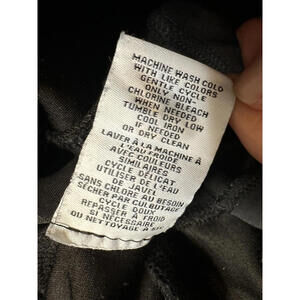 MACHINE WASH COLD
WITH LIKE COLORS
GENTLE CYCLE
ONLY NON-
CHLORINE BLEACH
WHEN NEEDED
TUMBLE DRY LOW
COOL IRON
IF NEEDED
OR DRY CLEAN
LAVER À LA MACHINE À
L'EAU FROIDE
AVEC COULEURS
SIMILAIRES
CYCLE DÉLICAT
UTILISER DE L'EAU
DE JAVEL
SANS CHLORE AU BESOIN
SÉCHER PAR CULBUTAGE
CYCLE DOUX
REPASSER À FROID
SI NÉCESSAIRE
OU NETTOYAGE À SEC